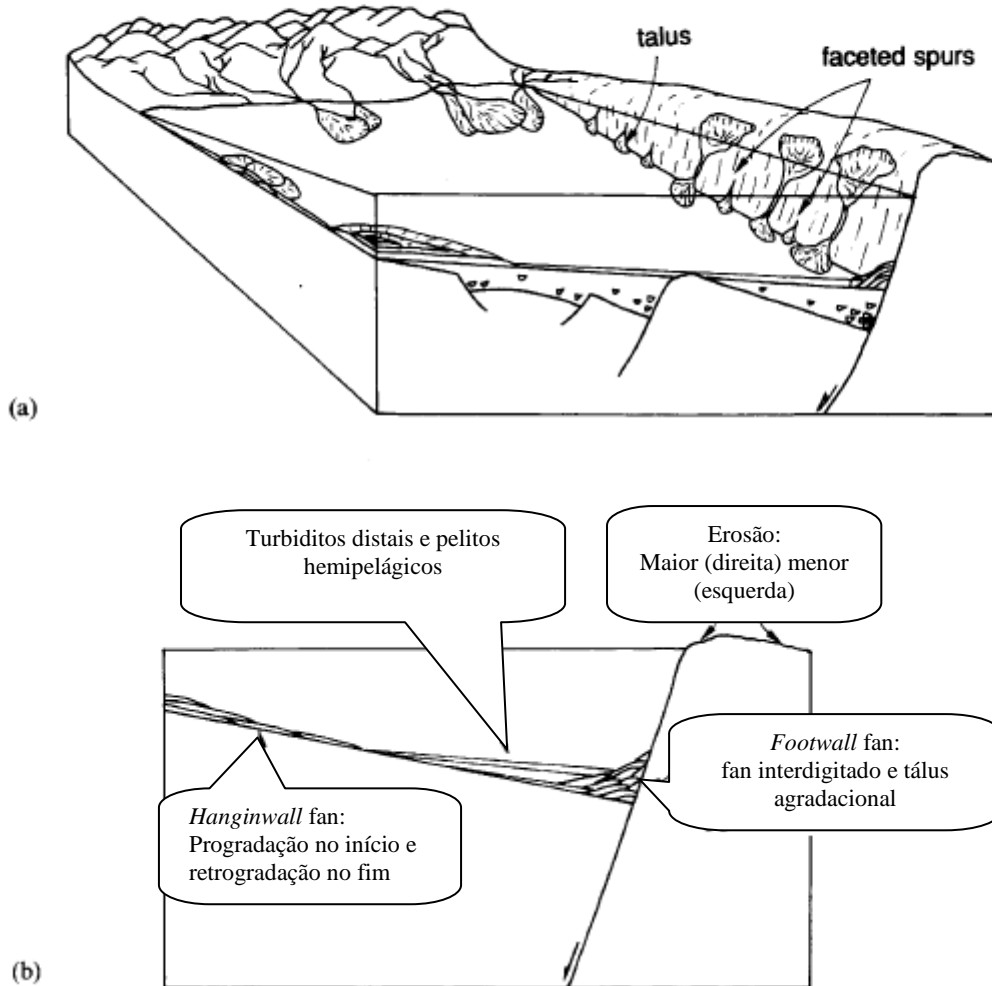 talus
faceted spurs
(a)
Turbiditos distais e pelitos
hemipelágicos
Erosão:
Maior (direita) menor
(esquerda)
Footwall fan:
fan interdigitado e tálus
agradacional
Hanginwall fan:
Progradação no início e
retrogradação no fim
(b)